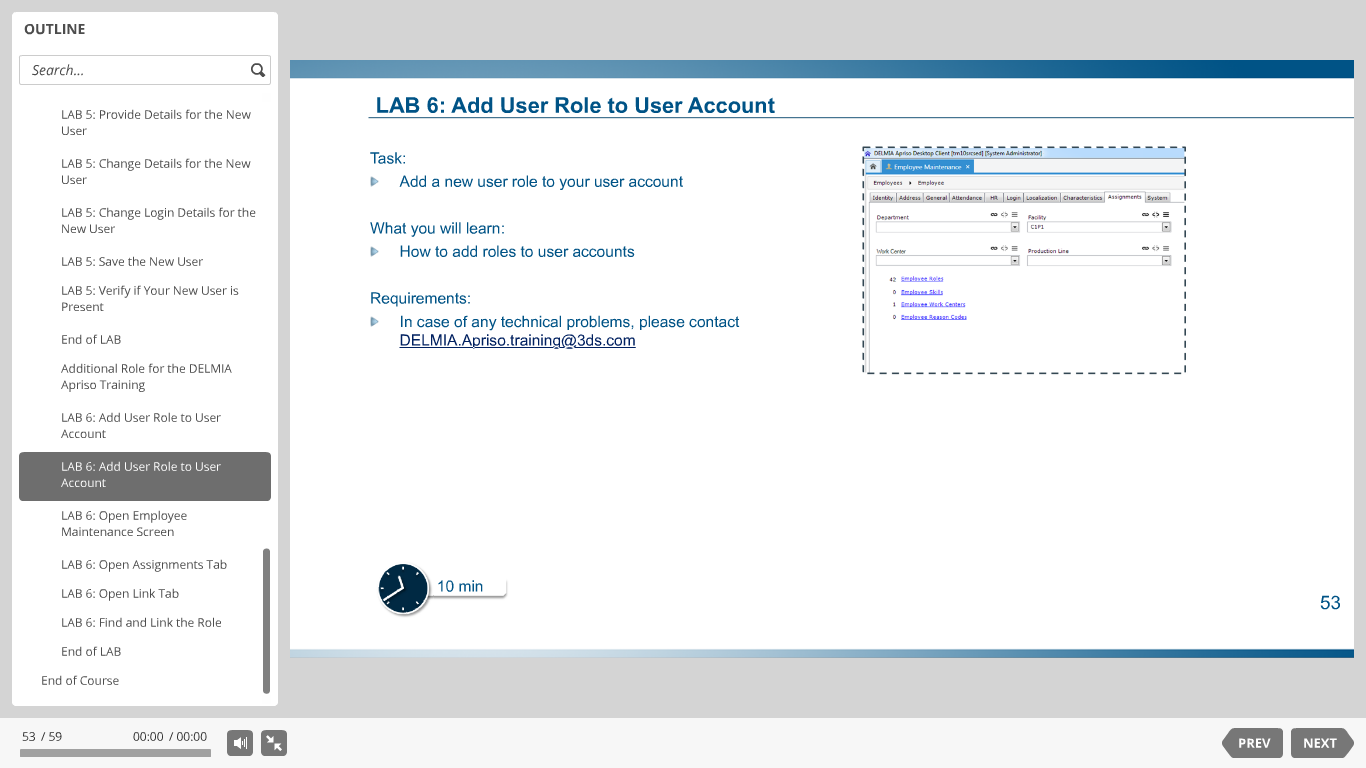 OUTLINE
Search...
LAB 5: Provide Details for the New
User
LAB 5: Change Details for the New
User
LAB 5: Change Login Details for the
New User
LAB 5: Save the New User
LAB 5: Verify if Your New User is
Present
End of LAB
Additional Role for the DELMIA
Apriso Training
LAB 6: Add User Role to User
Account
LAB 6: Add User Role to User
Account
LAB 6: Open Employee
Maintenance Screen
LAB 6: Open Assignments Tab
LAB 6: Open Link Tab
LAB 6: Find and Link the Role
End of LAB
End of Course
LAB 6: Add User Role to User Account
Task:
Add a new user role to your user account
What you will learn:
How to add roles to user accounts
Requirements:
In case of any technical problems, please contact
DELMIA.Apriso.training@3ds.com
DELMIA Apriso Desktop Client [tm10srcsed] [System Administrator]
Employee Maintenance ×
Employees Employee
Identity Address General Attendance HR Login Localization Characteristics Assignments System
Department Facility
C1P1
Work Center Production Line
42 Employee Roles
0 Employee Skills
1 Employee Work Centers
0 Employee Reason Codes
10 min
53
53 / 59 00:00 / 00:00
PREV NEXT